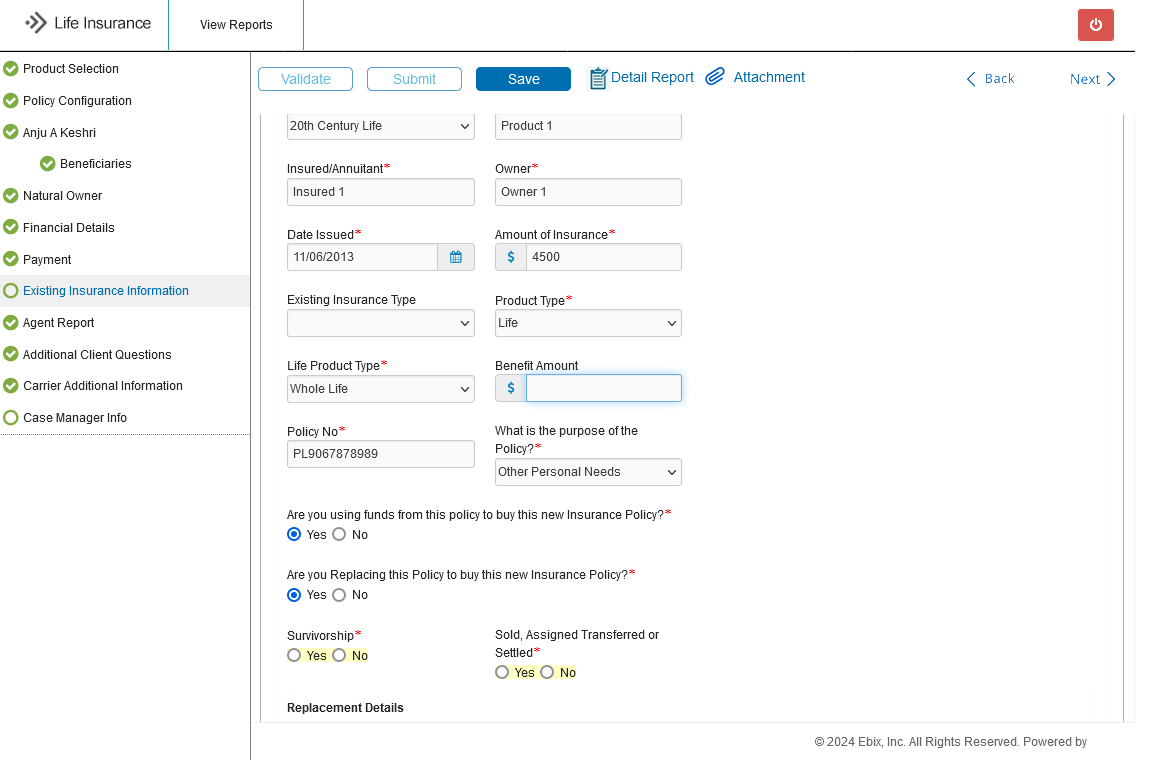 Life Insurance
View Reports
Product Selection
Policy Configuration
Anju A Keshri
Beneficiaries
Natural Owner
Financial Details
Payment
Existing Insurance Information
Agent Report
Additional Client Questions
Carrier Additional Information
Case Manager Info
Validate Submit Save Detail Report Attachment Back Next
20th Century Life Product 1
Insured/Annuitant* Owner*
Insured 1 Owner 1
Date Issued* Amount of Insurance*
11/06/2013 $ 4500
Existing Insurance Type Product Type*
Life
Life Product Type* Benefit Amount
Whole Life $
Policy No* What is the purpose of the
Policy?*
PL9067878989 Other Personal Needs
Are you using funds from this policy to buy this new Insurance Policy?*
Yes No
Are you Replacing this Policy to buy this new Insurance Policy?*
Yes No
Survivorship* Sold, Assigned Transferred or
Settled*
Yes No
Yes No
Replacement Details
© 2024 Ebix, Inc. All Rights Reserved. Powered by